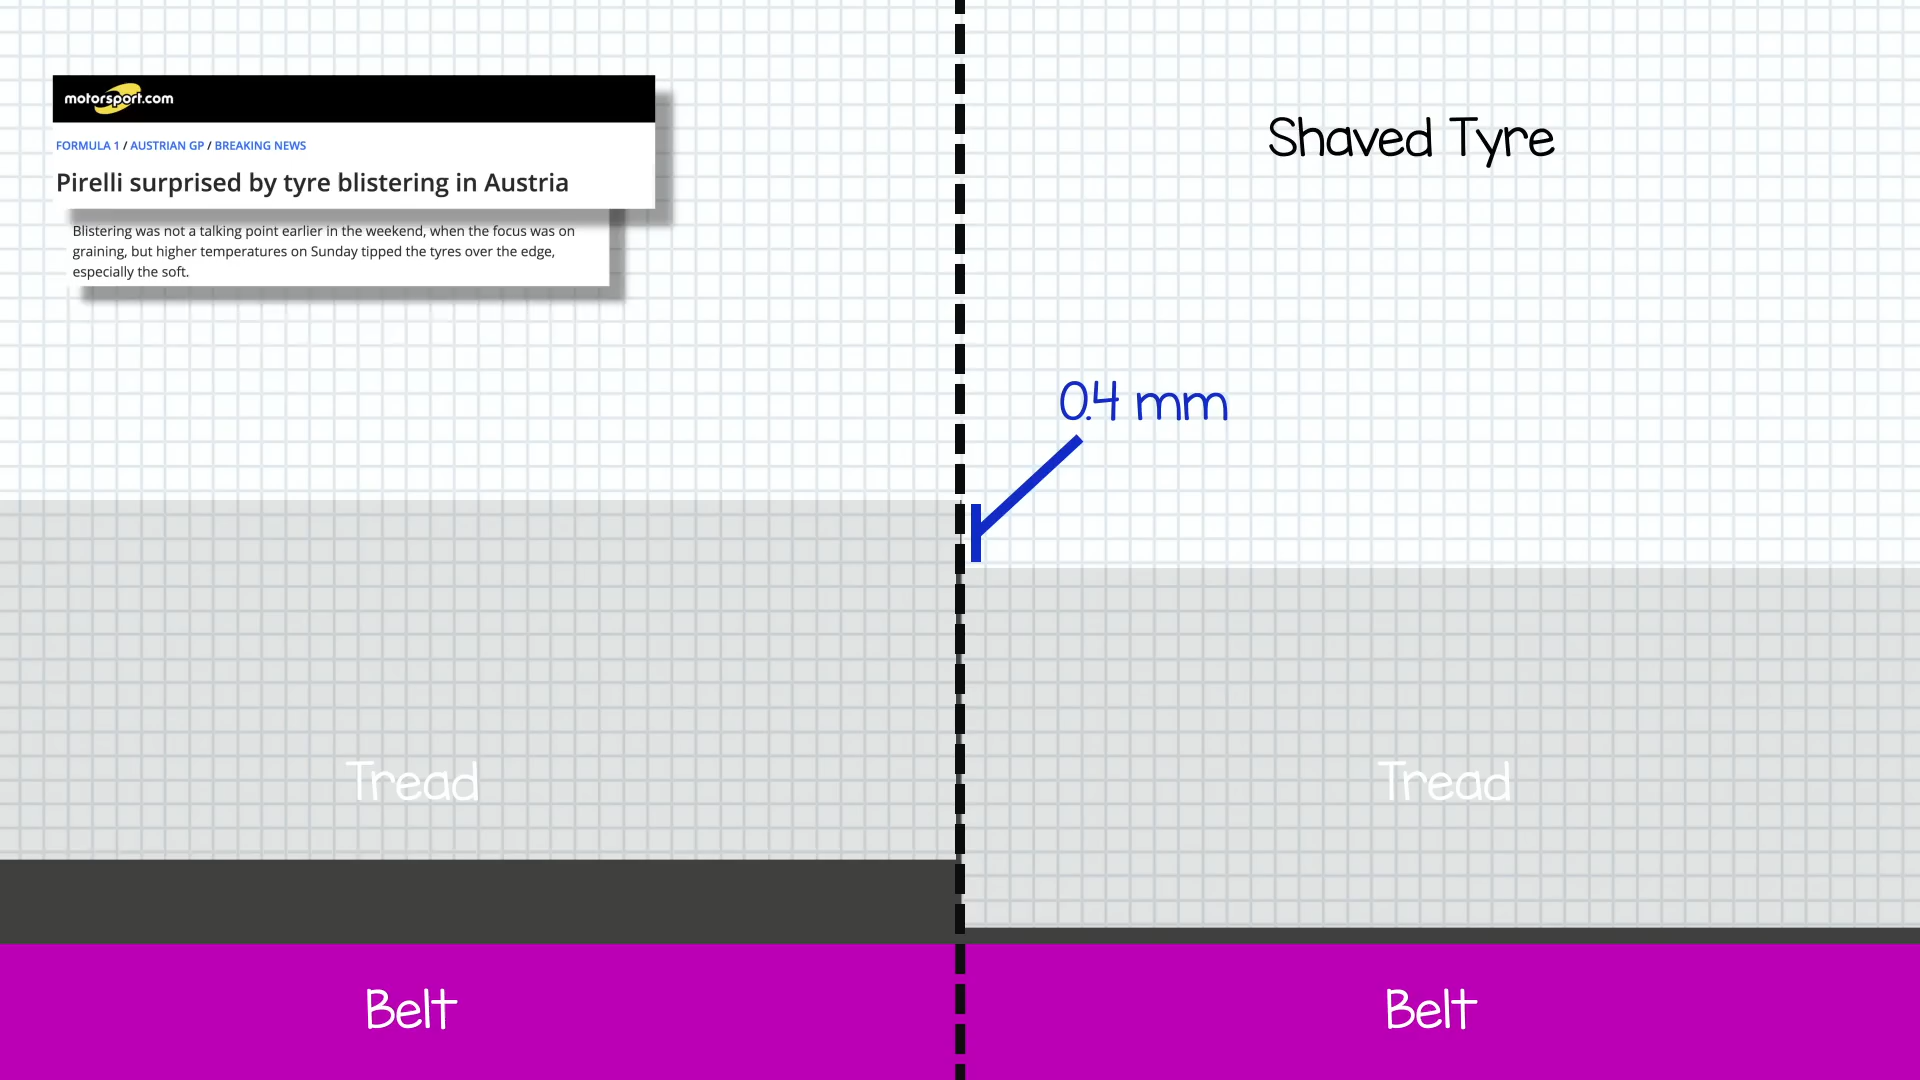 motorsport.com
FORMULA 1 / AUSTRIAN GP / BREAKING NEWS
Pirelli surprised by tyre blistering in Austria
Blistering was not a talking point earlier in the weekend, when the focus was on
graining, but higher temperatures on Sunday tipped the tyres over the edge,
especially the soft.
Shaved Tyre
0.4 mm
Tread
Tread
Belt
Belt